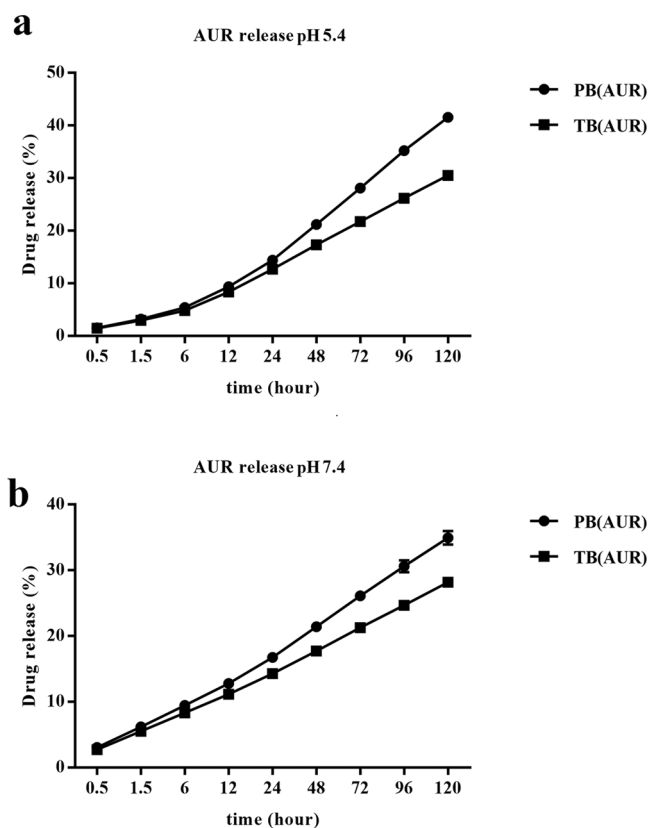 a
AUR release pH 5.4
50
40
30
20
10
0
Drug release (%)
0.5 1.5 6 12 24 48 72 96 120
time (hour)
PB(AUR)
TB(AUR)
b
AUR release pH 7.4
40
30
20
10
0
Drug release (%)
0.5 1.5 6 12 24 48 72 96 120
time (hour)
PB(AUR)
TB(AUR)